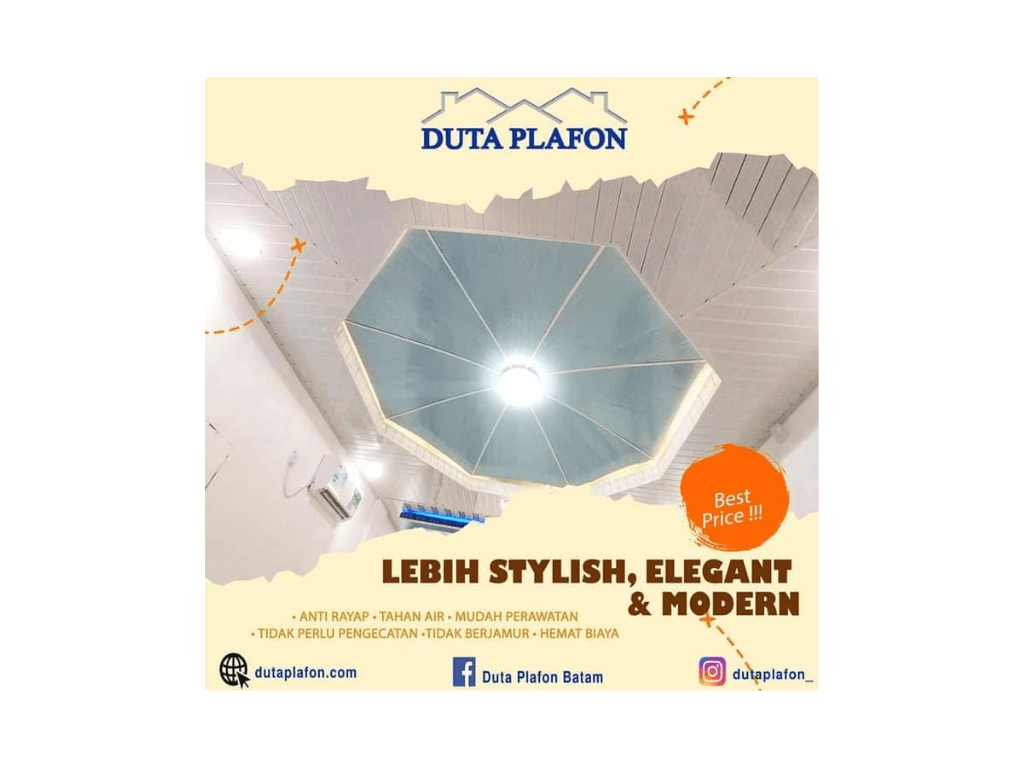 DUTA PLAFON
Best
Price !!!
LEBIH STYLISH, ELEGANT
& MODERN
• ANTI RAYAP • TAHAN AIR • MUDAH PERAWATAN
• TIDAK PERLU PENGECATAN •TIDAK BERJAMUR • HEMAT BIAYA
dutaplafon.com
Duta Plafon Batam
dutaplafon_